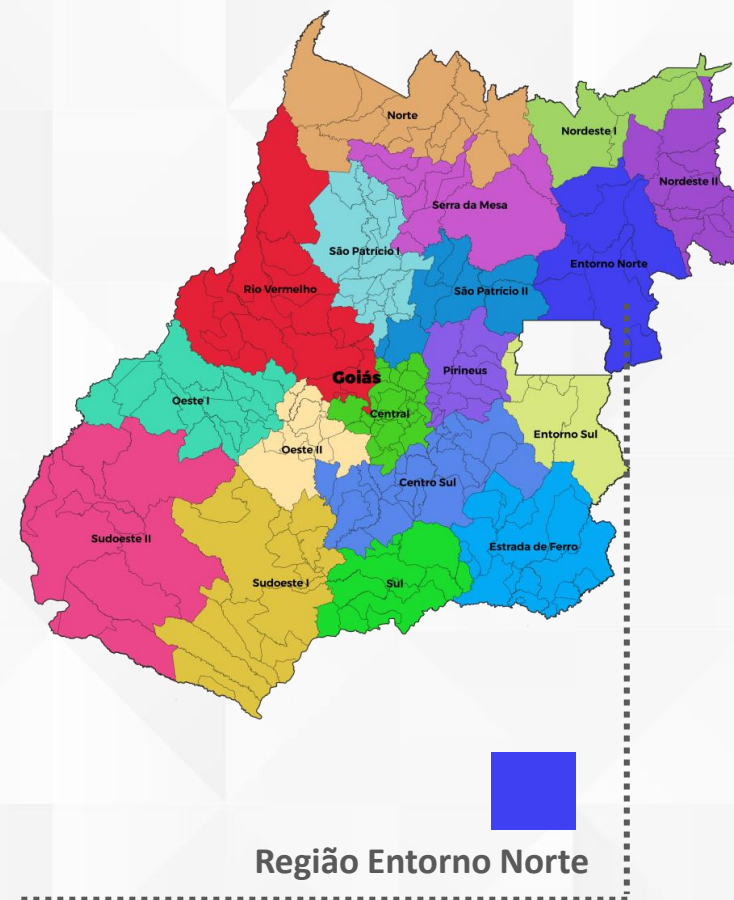 Norte
Nordeste I
Nordeste II
Serra da Mesa
São Patrício I
Entorno Norte
Rio Vermelho
São Patrício II
Pirineus
Goiás
Oeste I
Central
Entorno Sul
Oeste II
Centro Sul
Sudoeste II
Estrada de Ferro
Sudoeste I
Sul
Região Entorno Norte